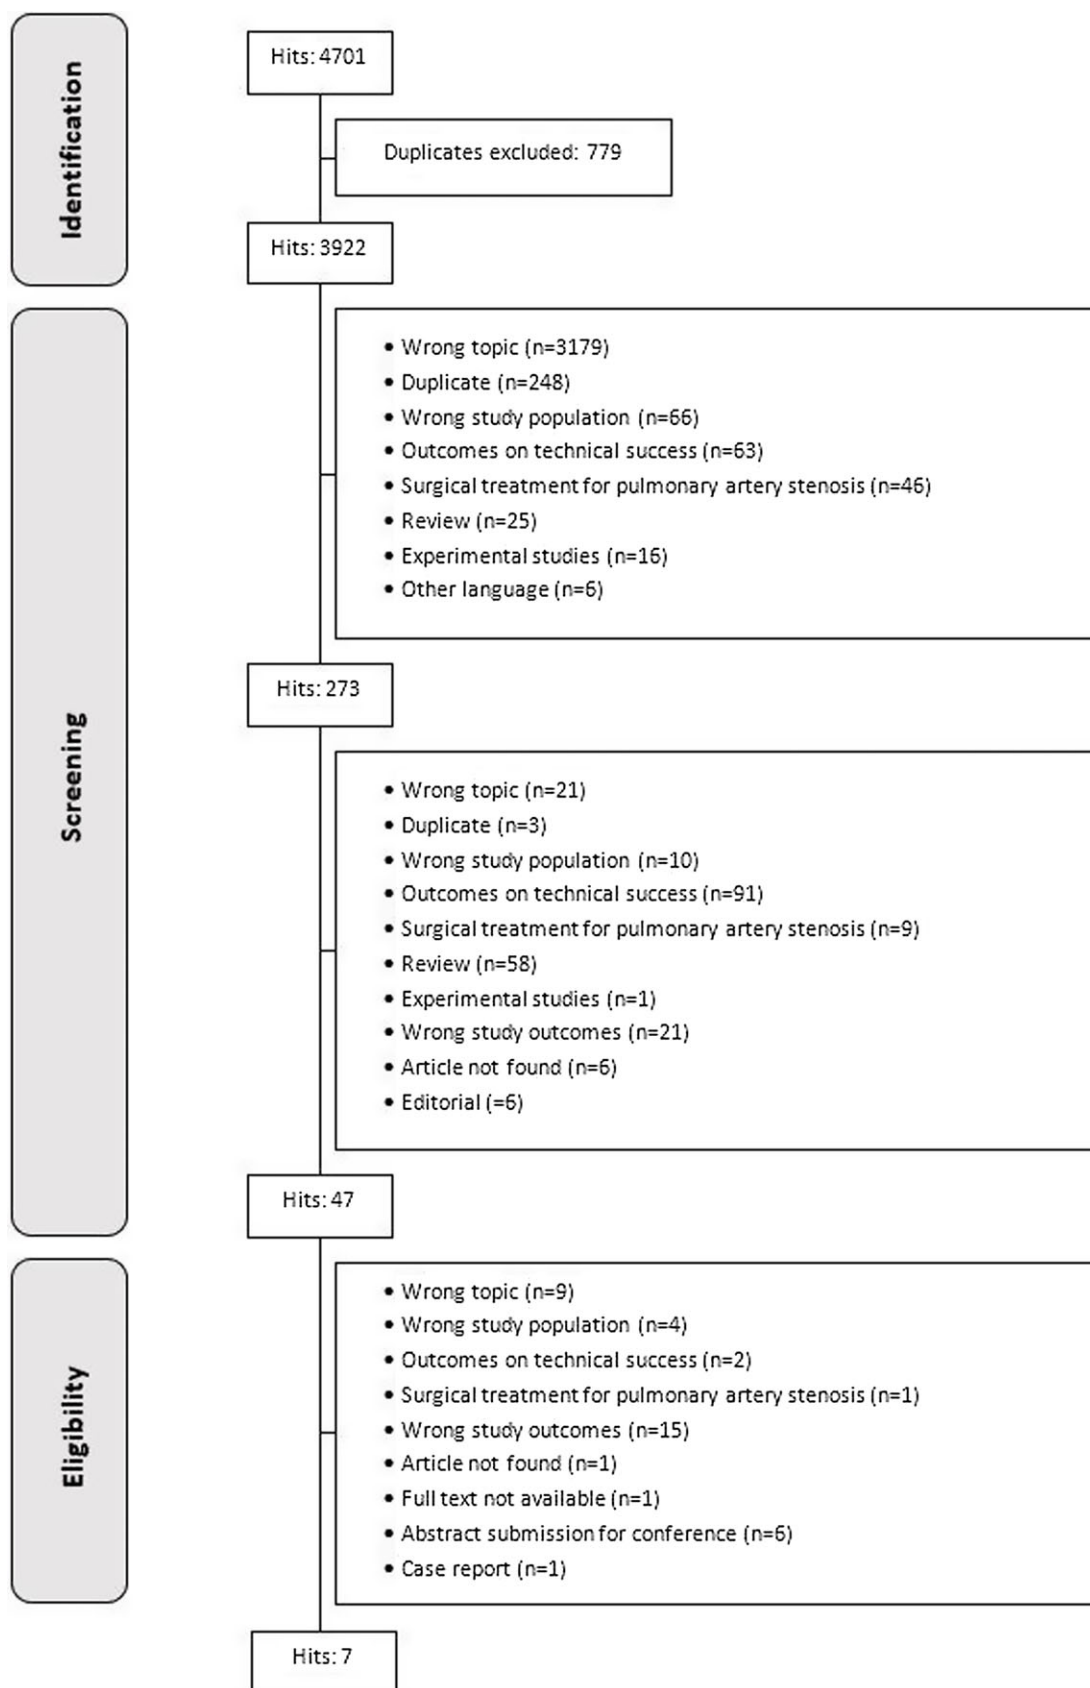 Identification
Hits: 4701
Duplicates excluded: 779
Hits: 3922
Screening
• Wrong topic (n=3179)
• Duplicate (n=248)
• Wrong study population (n=66)
• Outcomes on technical success (n=63)
• Surgical treatment for pulmonary artery stenosis (n=46)
• Review (n=25)
• Experimental studies (n=16)
• Other language (n=6)
Hits: 273
• Wrong topic (n=21)
• Duplicate (n=3)
• Wrong study population (n=10)
• Outcomes on technical success (n=91)
• Surgical treatment for pulmonary artery stenosis (n=9)
• Review (n=58)
• Experimental studies (n=1)
• Wrong study outcomes (n=21)
• Article not found (n=6)
• Editorial (=6)
Hits: 47
Eligibility
• Wrong topic (n=9)
• Wrong study population (n=4)
• Outcomes on technical success (n=2)
• Surgical treatment for pulmonary artery stenosis (n=1)
• Wrong study outcomes (n=15)
• Article not found (n=1)
• Full text not available (n=1)
• Abstract submission for conference (n=6)
• Case report (n=1)
Hits: 7